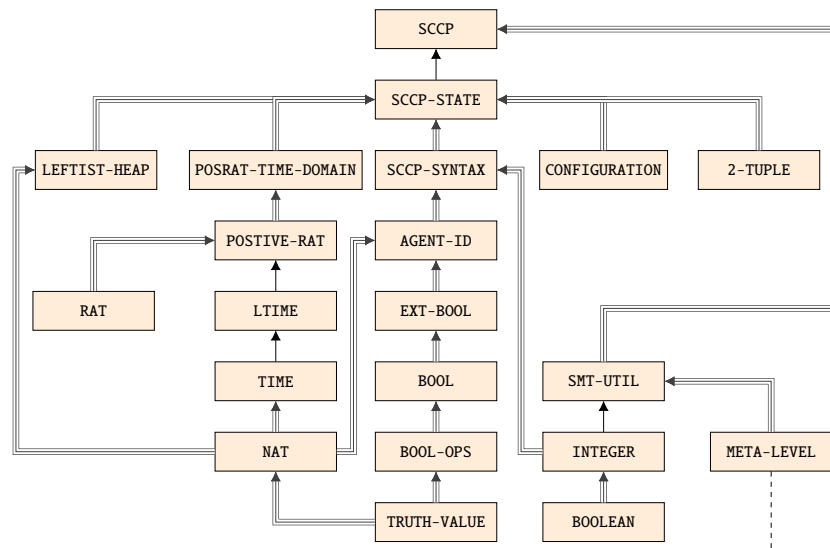 SCCP
SCCP-STATE
LEFTIST-HEAP
POSRAT-TIME-DOMAIN
SCCP-SYNTAX
CONFIGURATION
2-TUPLE
POSTIVE-RAT
AGENT-ID
RAT
LTIME
EXT-BOOL
TIME
BOOL
SMT-UTIL
NAT
BOOL-OPS
INTEGER
META-LEVEL
TRUTH-VALUE
BOOLEAN